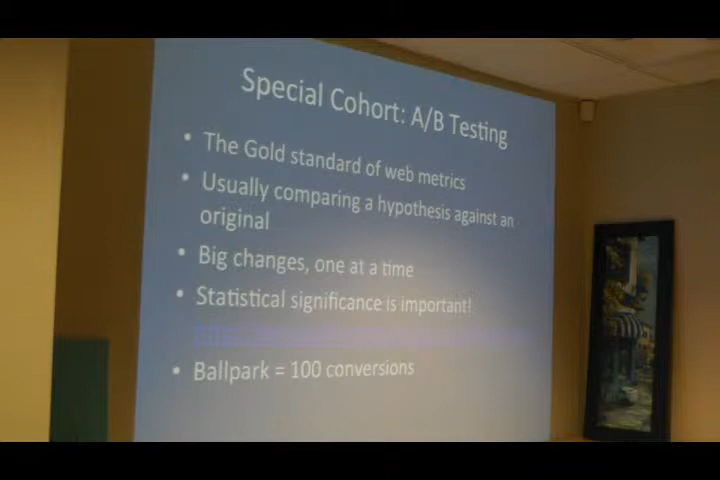 Special Cohort: A/B Testing
• The Gold standard of web metrics
• Usually comparing a hypothesis against an
original
• Big changes, one at a time
• Statistical significance is important!
• Ballpark = 100 conversions